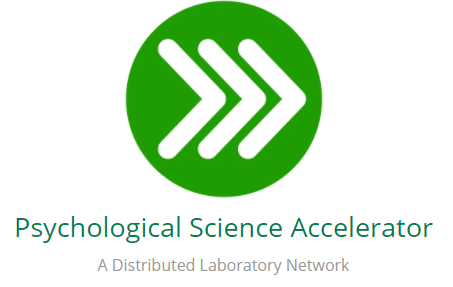 Psychological Science Accelerator
A Distributed Laboratory Network